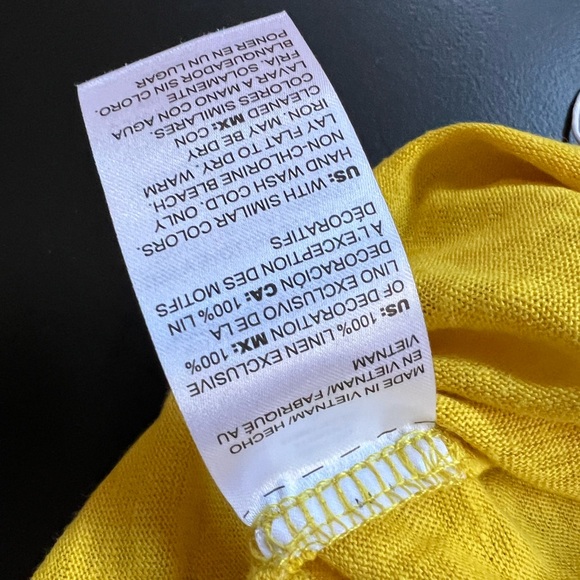 MADE IN VIETNAM/ HECHO
EN VIETNAM/ FABRIQUÉ AU
VIETNAM
US: 100% LINEN EXCLUSIVE
OF DECORATION MX: 100%
LINO EXCLUSIVO DE LA
DECORACIÓN CA: 100% LIN
À L'EXCEPTION DES MOTIFS
DÉCORATIFS
US: WITH SIMILAR COLORS.
HAND WASH COLD. ONLY
NON-CHLORINE BLEACH.
LAY FLAT TO DRY. WARM
IRON. MAY BE DRY
CLEANED MX: CON
COLORES SIMILARES.
LAVAR A MANO CON AGUA
FRIA. SOLAMENTE
BLANQUEADOR SIN CLORO.
PONER EN UN LUGAR